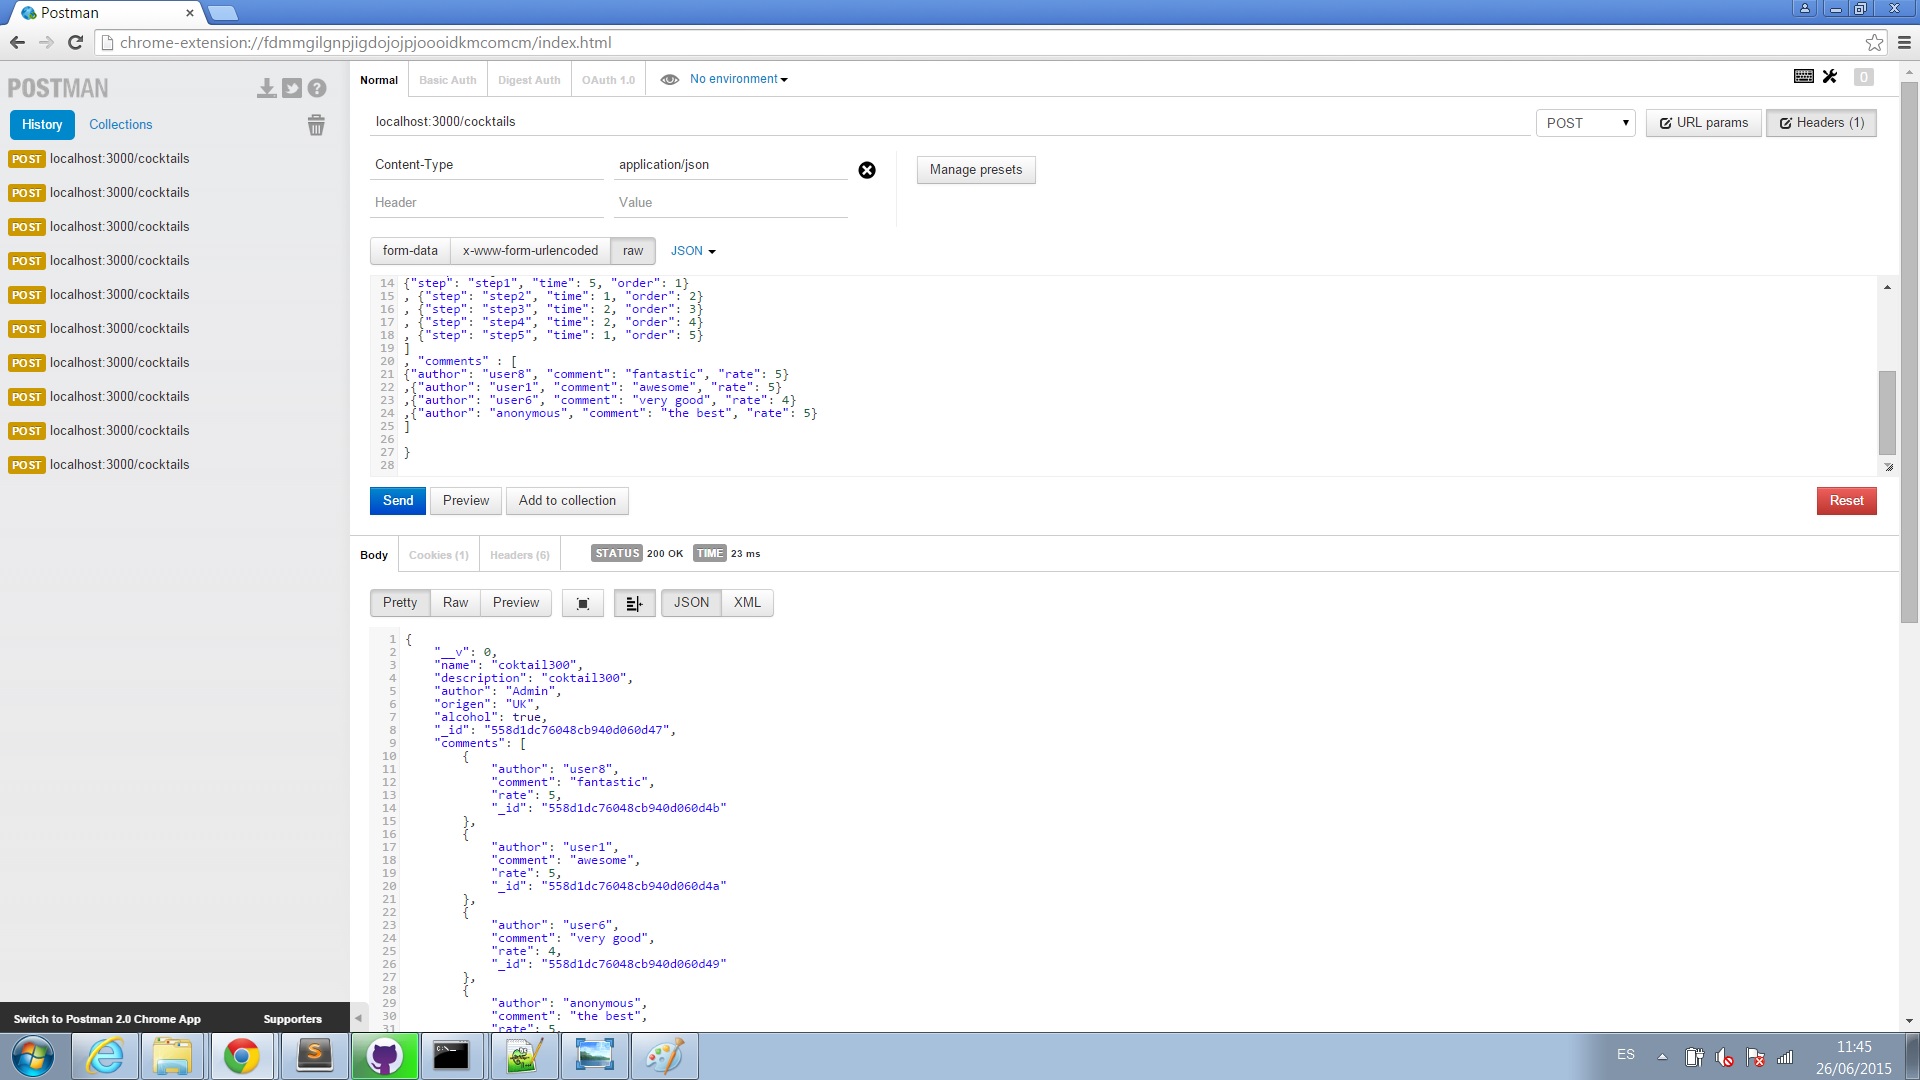 Postman
chrome-extension://fdmmgilgnpjigdojojpjoooidkmcomcm/index.html
POSTMAN
History Collections
POST localhost:3000/cocktails
POST localhost:3000/cocktails
POST localhost:3000/cocktails
POST localhost:3000/cocktails
POST localhost:3000/cocktails
POST localhost:3000/cocktails
POST localhost:3000/cocktails
POST localhost:3000/cocktails
POST localhost:3000/cocktails
POST localhost:3000/cocktails
Switch to Postman 2.0 Chrome App Supporters
Normal Basic Auth Digest Auth OAuth 1.0 No environment 0
localhost:3000/cocktails POST URL params Headers (1)
Content-Type application/json Manage presets
Header Value
form-data x-www-form-urlencoded raw JSON
14 {"step": "step1", "time": 5, "order": 1}
15 , {"step": "step2", "time": 1, "order": 2}
16 , {"step": "step3", "time": 2, "order": 3}
17 , {"step": "step4", "time": 2, "order": 4}
18 , {"step": "step5", "time": 1, "order": 5}
19 ]
20 , "comments" : [
21 {"author": "user8", "comment": "fantastic", "rate": 5}
22 ,{"author": "user1", "comment": "awesome", "rate": 5}
23 ,{"author": "user6", "comment": "very good", "rate": 4}
24 ,{"author": "anonymous", "comment": "the best", "rate": 5}
25 ]
26
27 }
28
Send Preview Add to collection Reset
Body Cookies (1) Headers (6) STATUS 200 OK TIME 23 ms
Pretty Raw Preview JSON XML
1 {
2 "__v": 0,
3 "name": "coktail300",
4 "description": "coktail300",
5 "author": "Admin",
6 "origen": "UK",
7 "alcohol": true,
8 "_id": "558d1dc76048cb940d060d47",
9 "comments": [
10 {
11 "author": "user8",
12 "comment": "fantastic",
13 "rate": 5,
14 "_id": "558d1dc76048cb940d060d4b"
15 },
16 {
17 "author": "user1",
18 "comment": "awesome",
19 "rate": 5,
20 "_id": "558d1dc76048cb940d060d4a"
21 },
22 {
23 "author": "user6",
24 "comment": "very good",
25 "rate": 4,
26 "_id": "558d1dc76048cb940d060d49"
27 },
28 {
29 "author": "anonymous",
30 "comment": "the best",
31 "rate": 5,
ES 11:45
26/06/2015